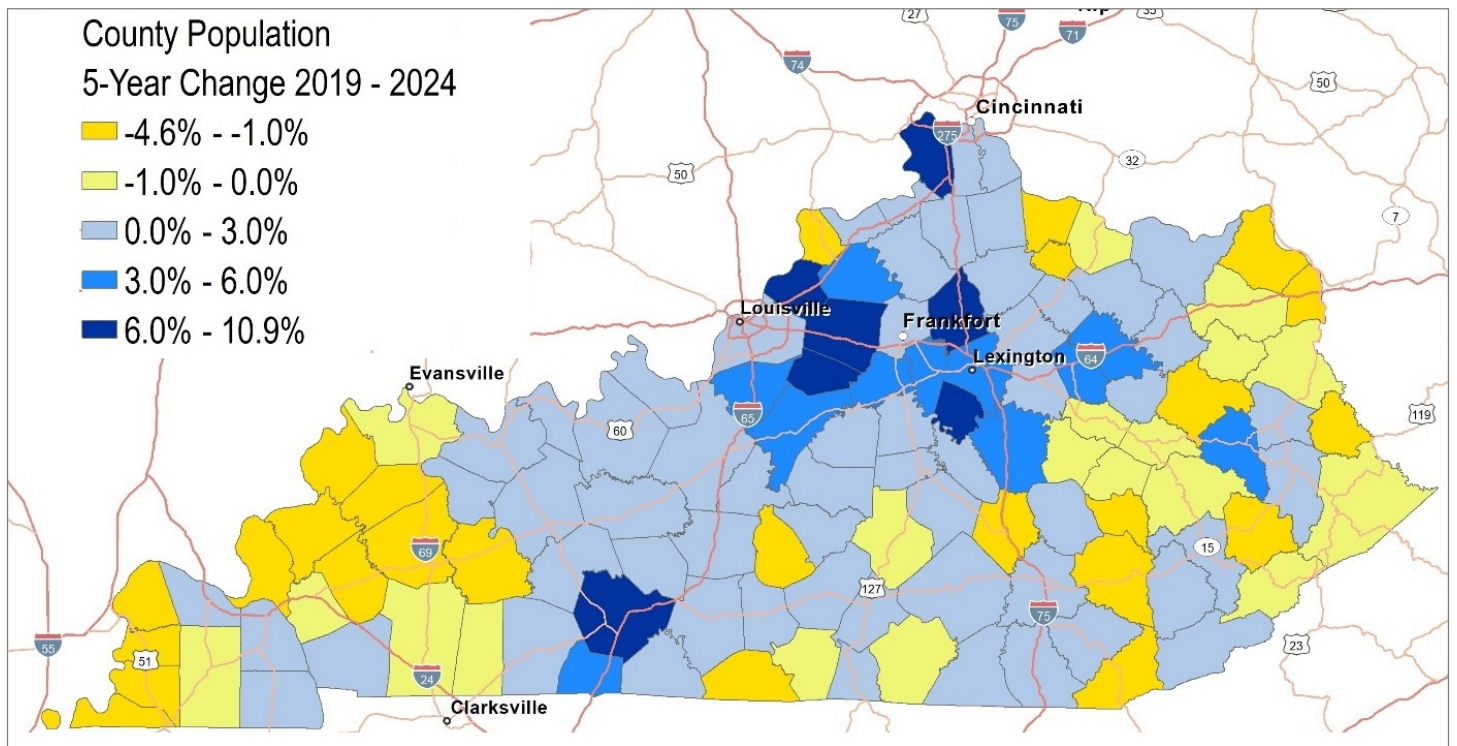 County Population
5-Year Change 2019 - 2024
-4.6% - -1.0%
-1.0% - 0.0%
0.0% - 3.0%
3.0% - 6.0%
6.0% - 10.9%
27
75
35
71
74
50
Cincinnati
275
32
50
7
Louisville
Frankfort
Lexington
64
Evansville
65
60
119
69
15
127
75
55
51
24
23
Clarksville